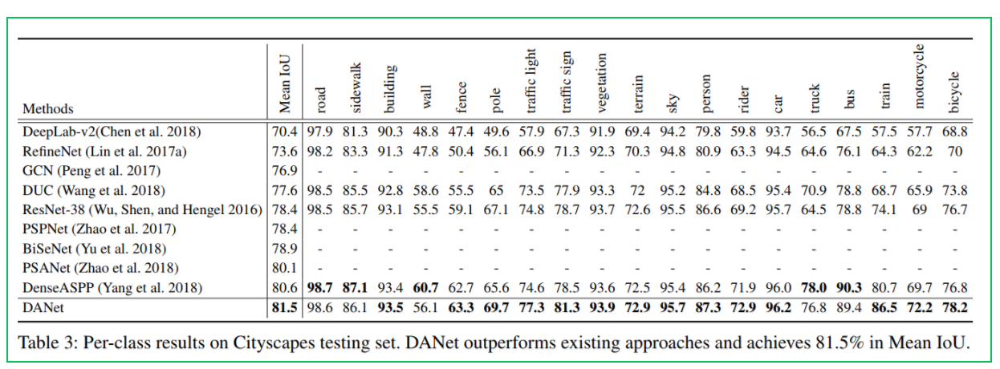 Methods Mean IoU road sidewalk building wall fence pole traffic light traffic sign vegetation terrain sky person rider car truck bus train motorcycle bicycle
DeepLab-v2(Chen et al. 2018) 70.4 97.9 81.3 90.3 48.8 47.4 49.6 57.9 67.3 91.9 69.4 94.2 79.8 59.8 93.7 56.5 67.5 57.5 57.7 68.8
RefineNet (Lin et al. 2017a) 73.6 98.2 83.3 91.3 47.8 50.4 56.1 66.9 71.3 92.3 70.3 94.8 80.9 63.3 94.5 64.6 76.1 64.3 62.2 70
GCN (Peng et al. 2017) 76.9 - - - - - - - - - - - - - - - - - - -
DUC (Wang et al. 2018) 77.6 98.5 85.5 92.8 58.6 55.5 65 73.5 77.9 93.3 72 95.2 84.8 68.5 95.4 70.9 78.8 68.7 65.9 73.8
ResNet-38 (Wu, Shen, and Hengel 2016) 78.4 98.5 85.7 93.1 55.5 59.1 67.1 74.8 78.7 93.7 72.6 95.5 86.6 69.2 95.7 64.5 78.8 74.1 69 76.7
PSPNet (Zhao et al. 2017) 78.4 - - - - - - - - - - - - - - - - - - -
BiSeNet (Yu et al. 2018) 78.9 - - - - - - - - - - - - - - - - - - -
PSANet (Zhao et al. 2018) 80.1 - - - - - - - - - - - - - - - - - - -
DenseASPP (Yang et al. 2018) 80.6 98.7 87.1 93.4 60.7 62.7 65.6 74.6 78.5 93.6 72.5 95.4 86.2 71.9 96.0 78.0 90.3 80.7 69.7 76.8
DANet 81.5 98.6 86.1 93.5 56.1 63.3 69.7 77.3 81.3 93.9 72.9 95.7 87.3 72.9 96.2 76.8 89.4 86.5 72.2 78.2
Table 3: Per-class results on Cityscapes testing set. DANet outperforms existing approaches and achieves 81.5% in Mean IoU.